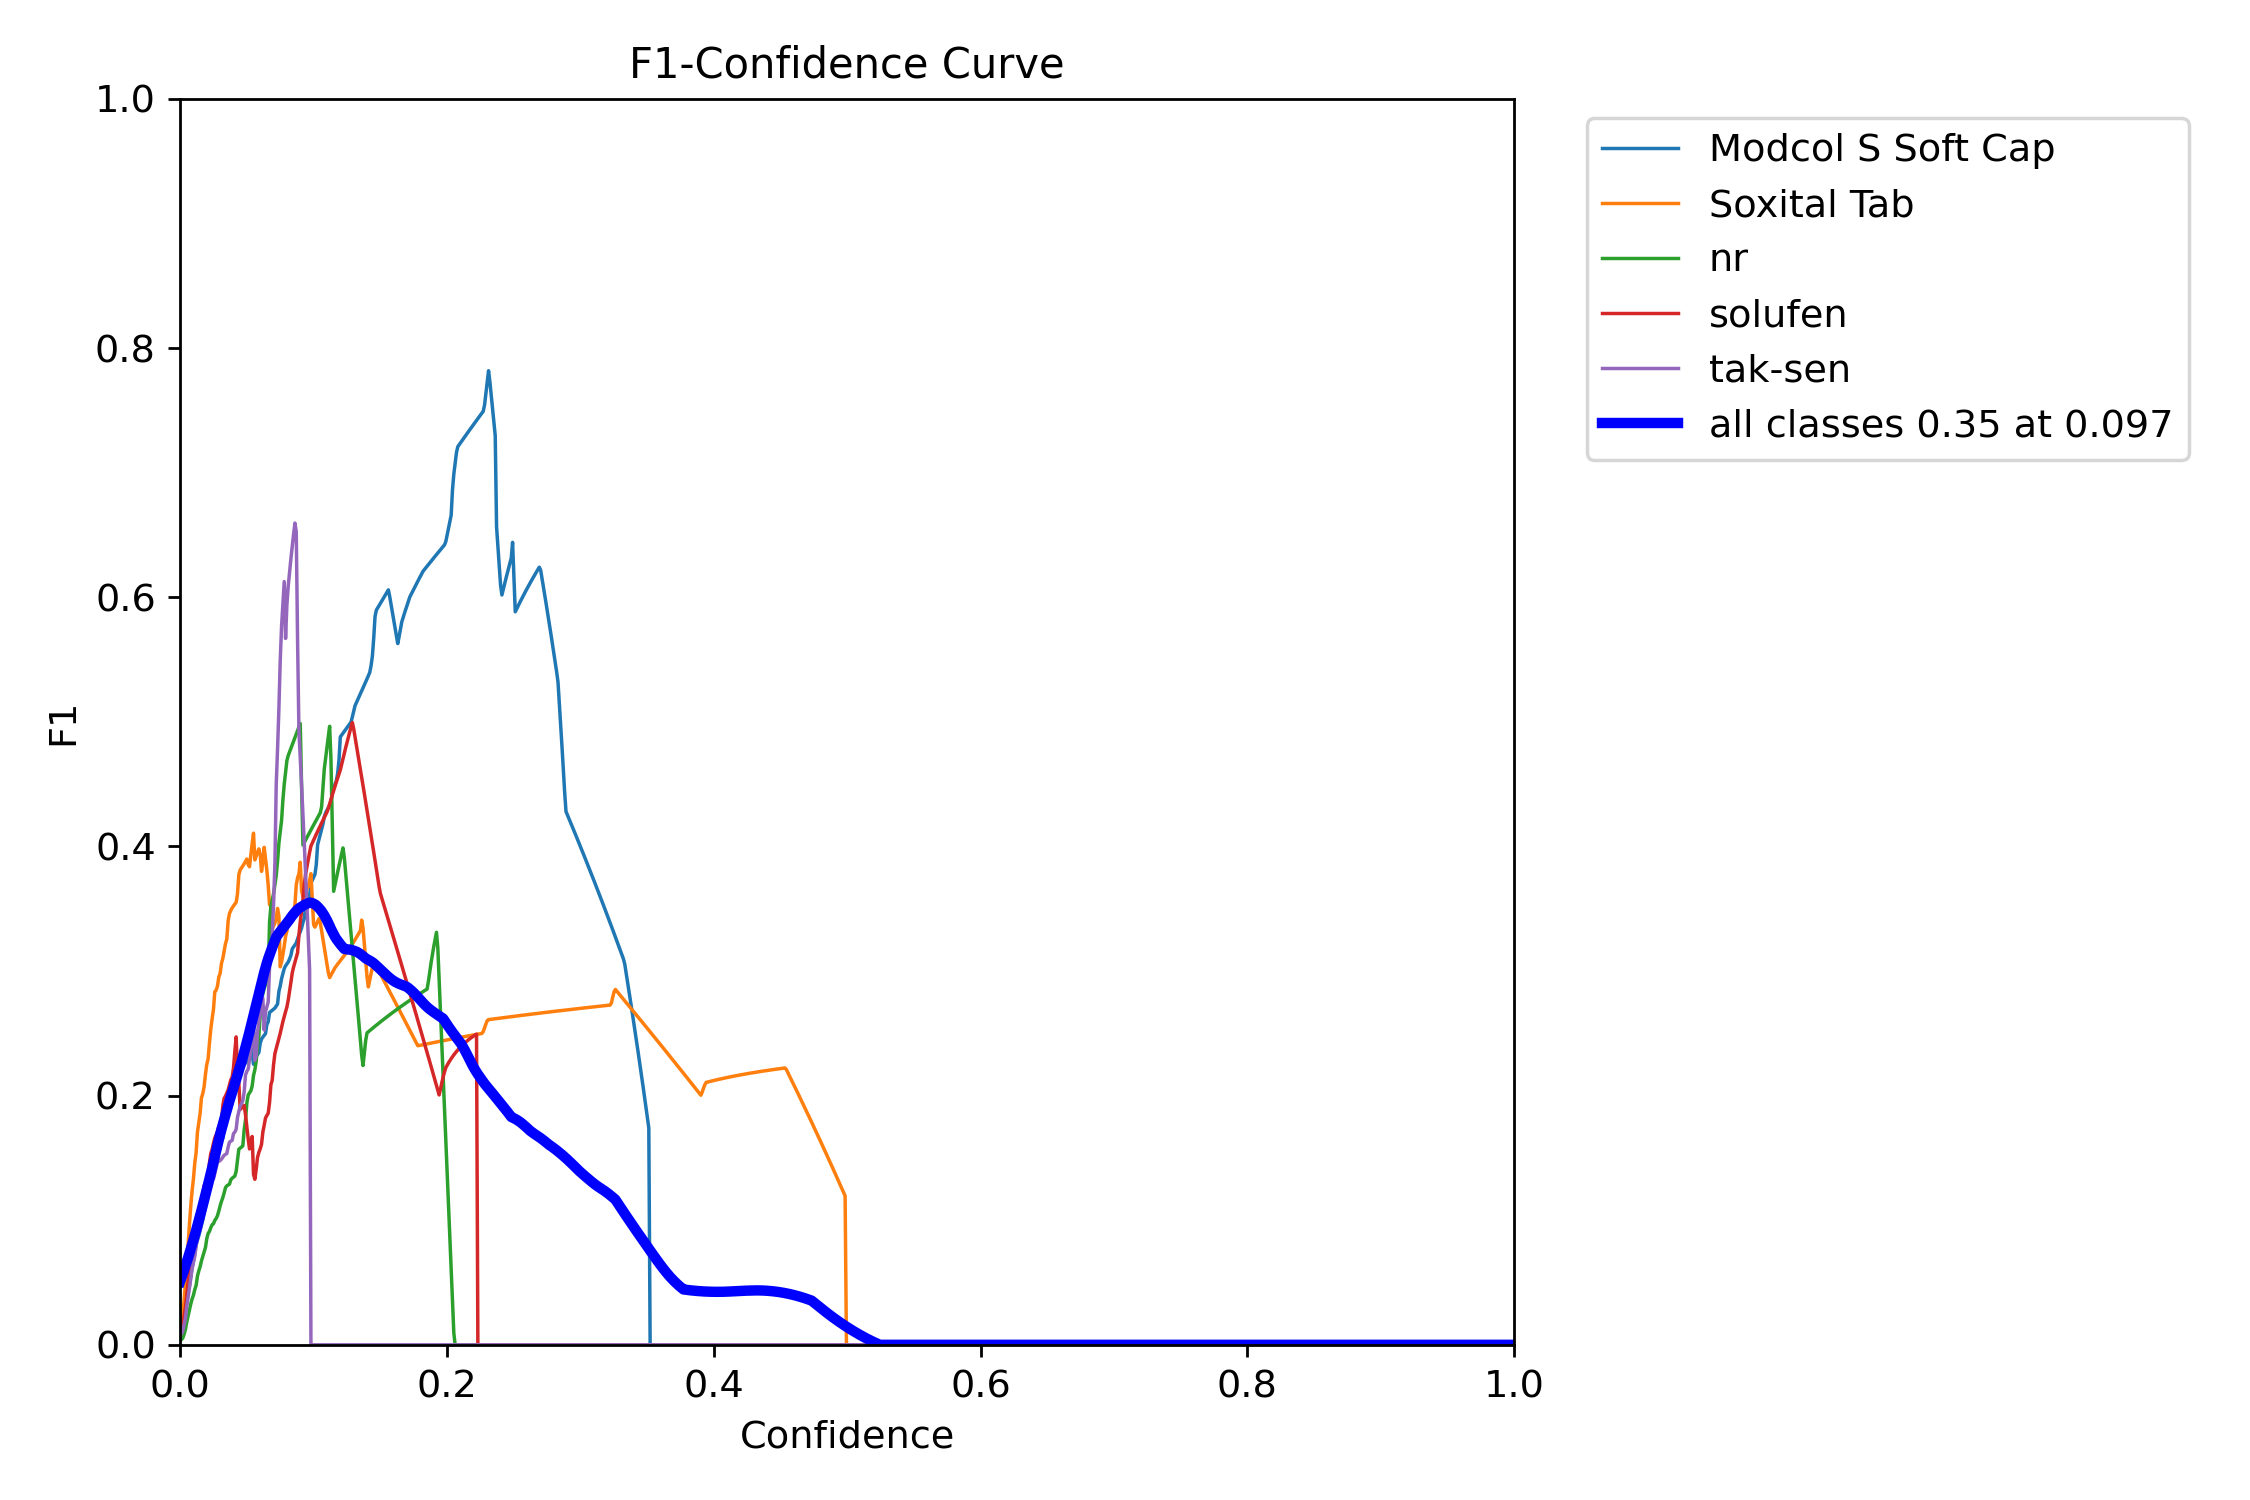 F1-Confidence Curve
1.0
0.8
0.6
0.4
0.2
0.0
F1
0.0 0.2 0.4 0.6 0.8 1.0
Confidence
Modcol S Soft Cap
Soxital Tab
nr
solufen
tak-sen
all classes 0.35 at 0.097